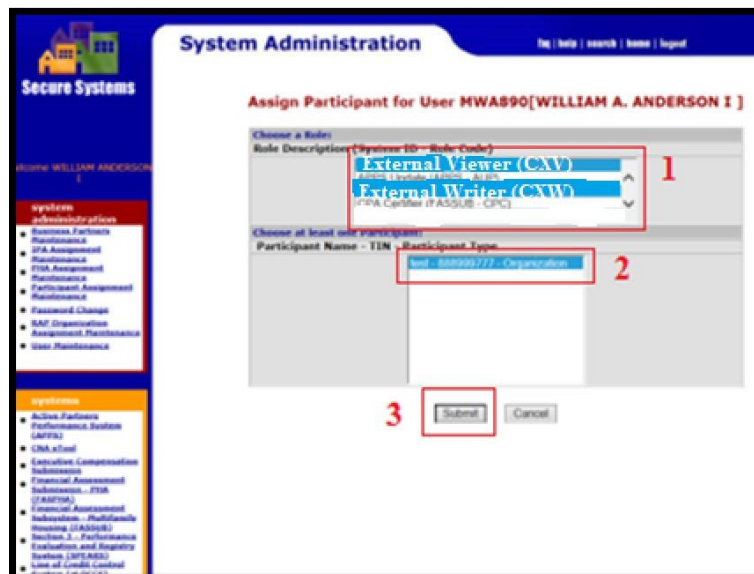 System Administration
faq | help | search | home | logout
Secure Systems
Assign Participant for User MWA890[WILLIAM A. ANDERSON I ]
Welcome WILLIAM ANDERSON
I
Choose a Role:
Role Description (System ID - Role Code)
External Viewer (CXV)
APPS Update (APPS - AUP)
External Writer (CXW)
CPA Certifier (FASSUB - CPC)
1
Choose at least one Participant:
Participant Name - TIN - Participant Type
test - 888999777 - Organization
2
3
Submit
Cancel
system
administration
Business Partners
Maintenance
IPA Assignment
Maintenance
PHA Assignment
Maintenance
Participant Assignment
Maintenance
Password Change
Organization
Assignment Maintenance
User Maintenance
systems
Active Partners
Performance System
(APPS)
CNA eTool
Executive Compensation
Submission
Financial Assessment
Submission - PHA
(FASPHA)
Financial Assessment
Subsystem - Multifamily
Housing (FASSUB)
Section 3 - Performance
Evaluation and Registry
System (SPEARS)
Line of Credit Control